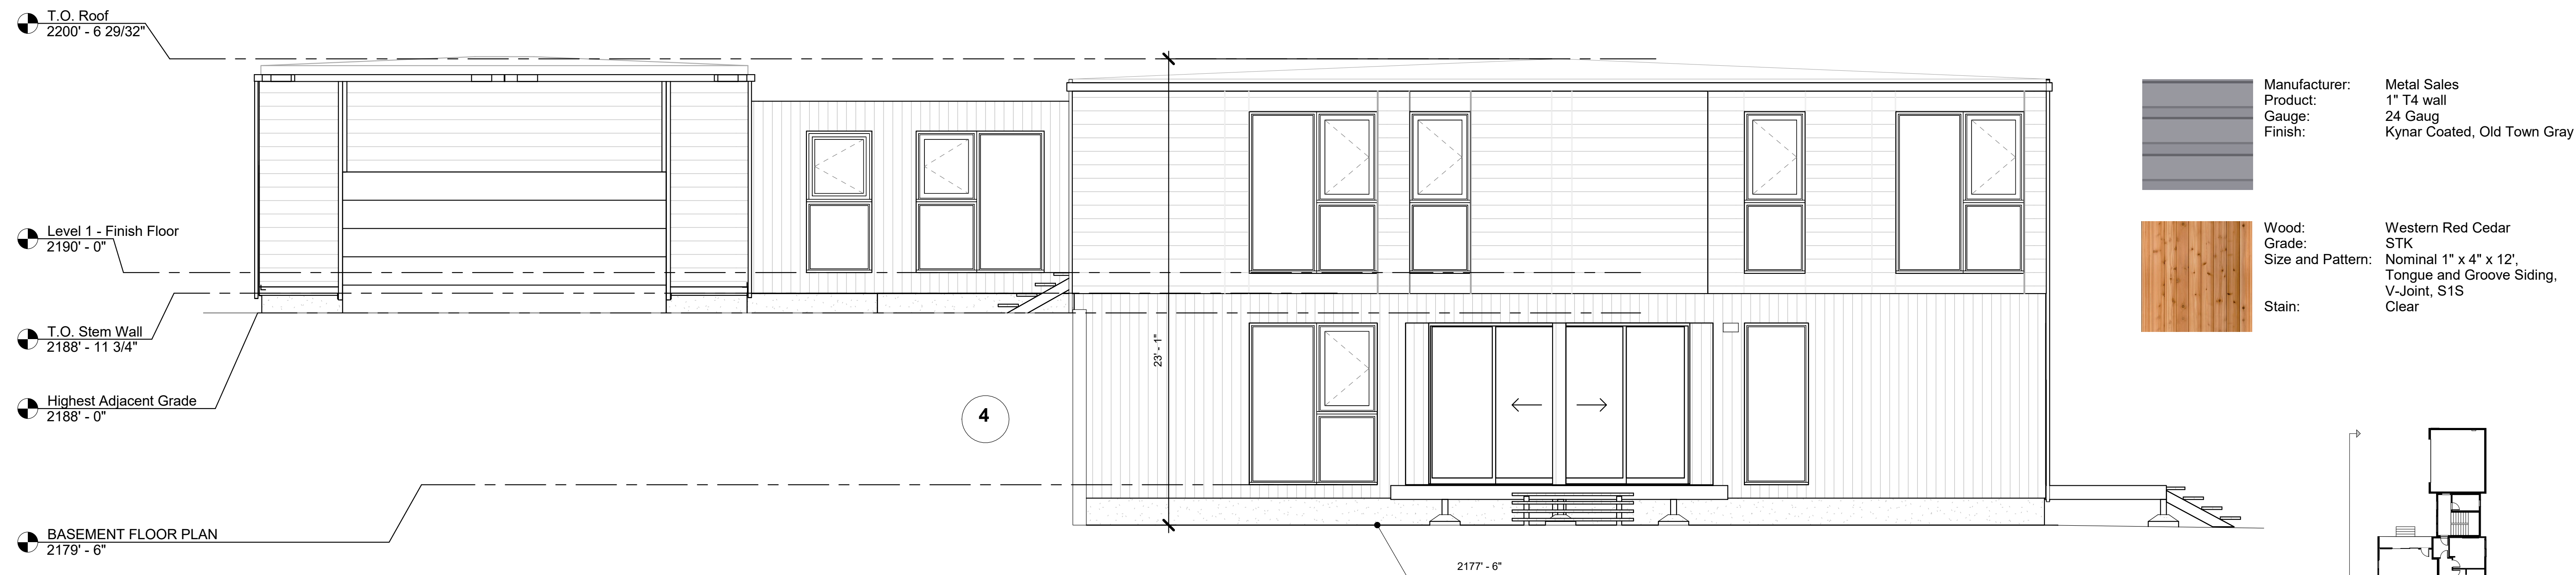 T.O. Roof
2200' - 6 29/32"
Level 1 - Finish Floor
2190' - 0"
T.O. Stem Wall
2188' - 11 3/4"
Highest Adjacent Grade
2188' - 0"
BASEMENT FLOOR PLAN
2179' - 6"
4
23' - 1"
2177' - 6"
Manufacturer: Metal Sales
Product: 1" T4 wall
Gauge: 24 Gaug
Finish: Kynar Coated, Old Town Gray
Wood: Western Red Cedar
Grade: STK
Size and Pattern: Nominal 1" x 4" x 12',
Tongue and Groove Siding,
V-Joint, S1S
Stain: Clear